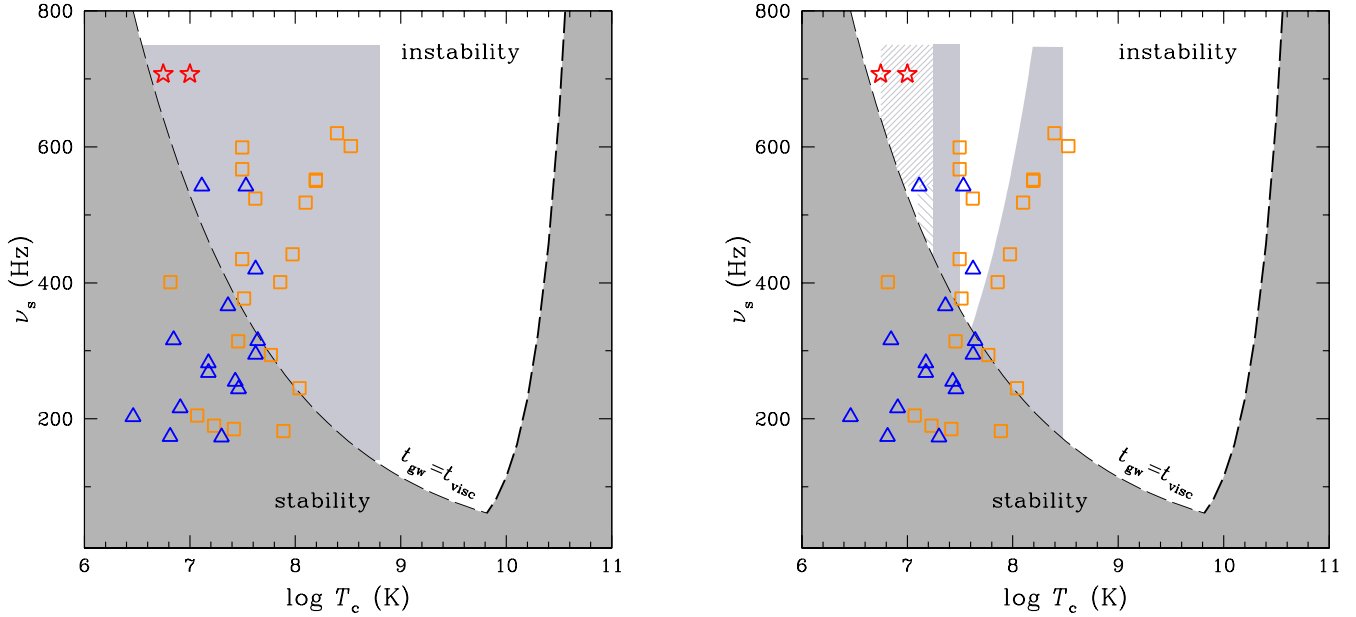 800
600
400
200
ν_s (Hz)
instability
stability
t_gw=t_visc
6 7 8 9 10 11
log T_c (K)
800
600
400
200
ν_s (Hz)
instability
stability
t_gw=t_visc
6 7 8 9 10 11
log T_c (K)